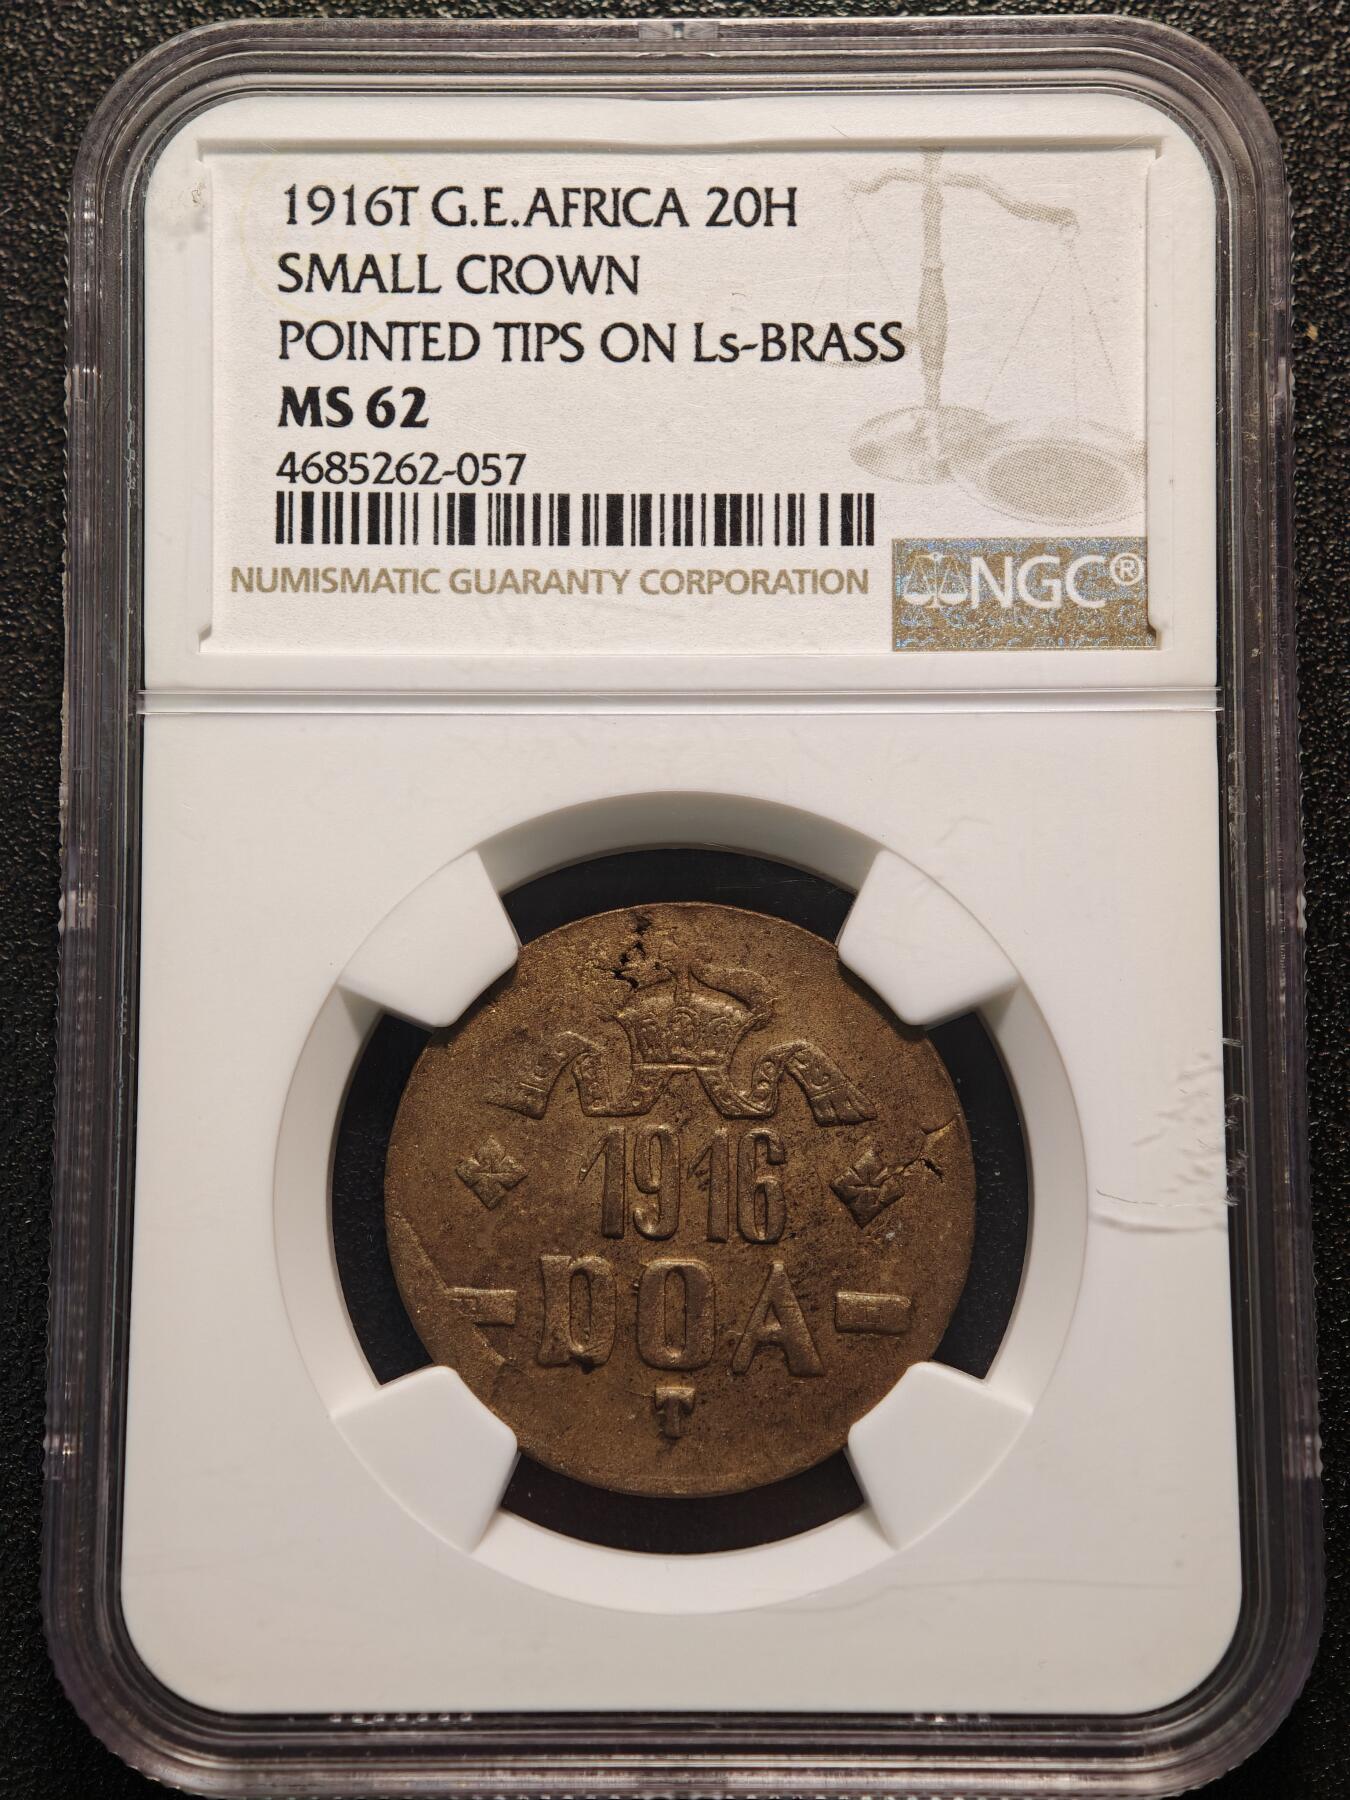 1916T G.E.AFRICA 20H
SMALL CROWN
POINTED TIPS ON Ls-BRASS
MS 62
4685262-057
NUMISMATIC GUARANTY CORPORATION
NGC®
1916
DOA
T